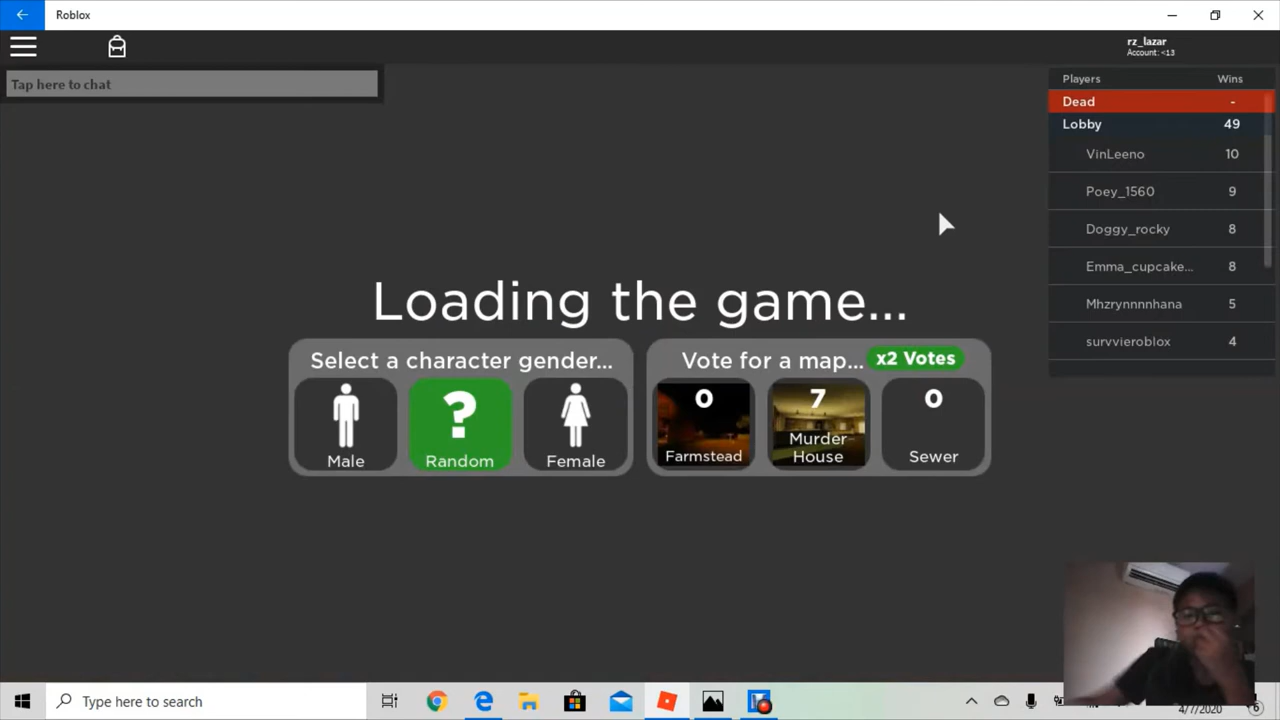 Roblox
rz_lazar
Account: <13
Tap here to chat
Players Wins
Dead -
Lobby 49
VinLeeno 10
Poey_1560 9
Doggy_rocky 8
Emma_cupcake... 8
Mhzrynnnnhana 5
survvieroblox 4
Loading the game...
Select a character gender...
Male
?
Random
Female
Vote for a map...
x2 Votes
0
Farmstead
7
Murder
House
0
Sewer
Type here to search
4/7/2020
6